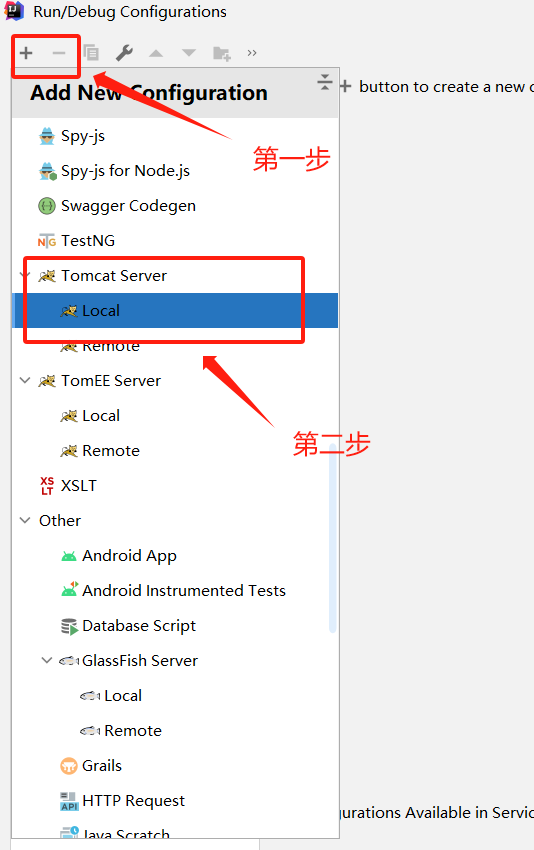 Run/Debug Configurations
button to create a new c
Add New Configuration
第一步
Spy-js
Spy-js for Node.js
Swagger Codegen
TestNG
Tomcat Server
Local
Remote
第二步
TomEE Server
Local
Remote
XSLT
Other
Android App
Android Instrumented Tests
Database Script
GlassFish Server
Local
Remote
Grails
HTTP Request
gurations Available in Servic
Java Scratch